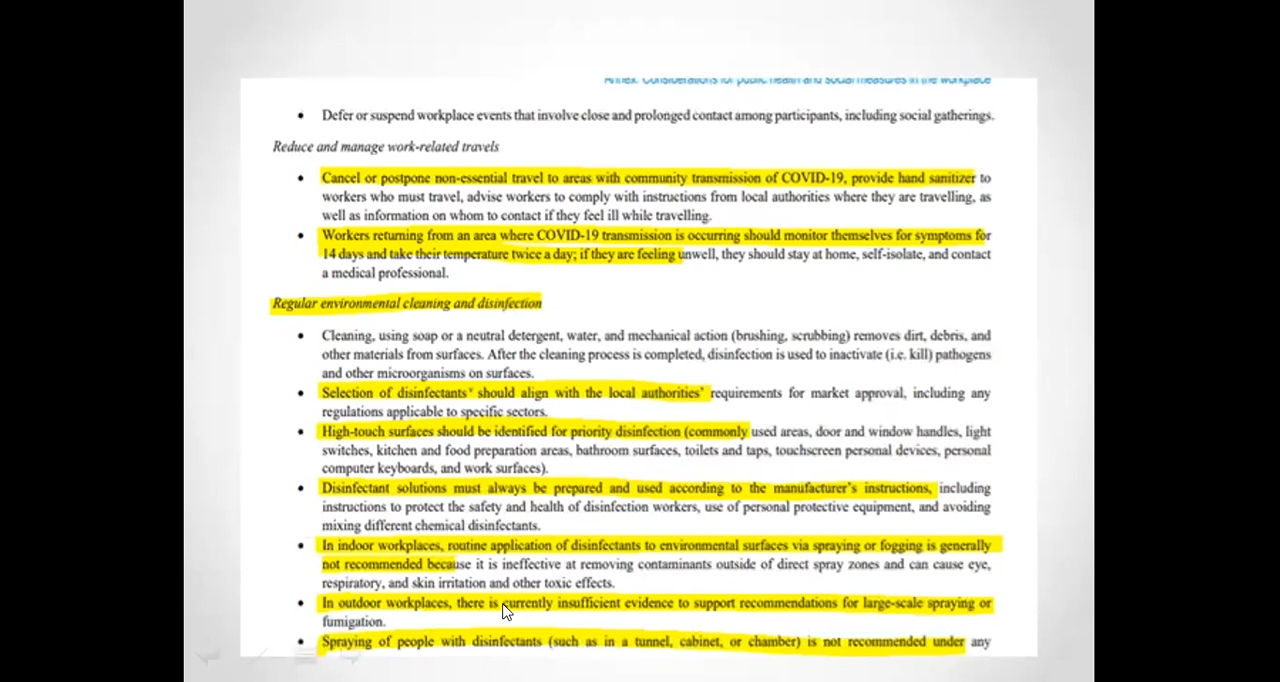 Annex: Considerations for public health and social measures in the workplace
• Defer or suspend workplace events that involve close and prolonged contact among participants, including social gatherings.
Reduce and manage work-related travels
• Cancel or postpone non-essential travel to areas with community transmission of COVID-19, provide hand sanitizer to
workers who must travel, advise workers to comply with instructions from local authorities where they are travelling, as
well as information on whom to contact if they feel ill while travelling.
• Workers returning from an area where COVID-19 transmission is occurring should monitor themselves for symptoms for
14 days and take their temperature twice a day; if they are feeling unwell, they should stay at home, self-isolate, and contact
a medical professional.
Regular environmental cleaning and disinfection
• Cleaning, using soap or a neutral detergent, water, and mechanical action (brushing, scrubbing) removes dirt, debris, and
other materials from surfaces. After the cleaning process is completed, disinfection is used to inactivate (i.e. kill) pathogens
and other microorganisms on surfaces.
• Selection of disinfectants should align with the local authorities' requirements for market approval, including any
regulations applicable to specific sectors.
• High-touch surfaces should be identified for priority disinfection (commonly used areas, door and window handles, light
switches, kitchen and food preparation areas, bathroom surfaces, toilets and taps, touchscreen personal devices, personal
computer keyboards, and work surfaces).
• Disinfectant solutions must always be prepared and used according to the manufacturer's instructions, including
instructions to protect the safety and health of disinfection workers, use of personal protective equipment, and avoiding
mixing different chemical disinfectants.
• In indoor workplaces, routine application of disinfectants to environmental surfaces via spraying or fogging is generally
not recommended because it is ineffective at removing contaminants outside of direct spray zones and can cause eye,
respiratory, and skin irritation and other toxic effects.
• In outdoor workplaces, there is currently insufficient evidence to support recommendations for large-scale spraying or
fumigation.
• Spraying of people with disinfectants (such as in a tunnel, cabinet, or chamber) is not recommended under any